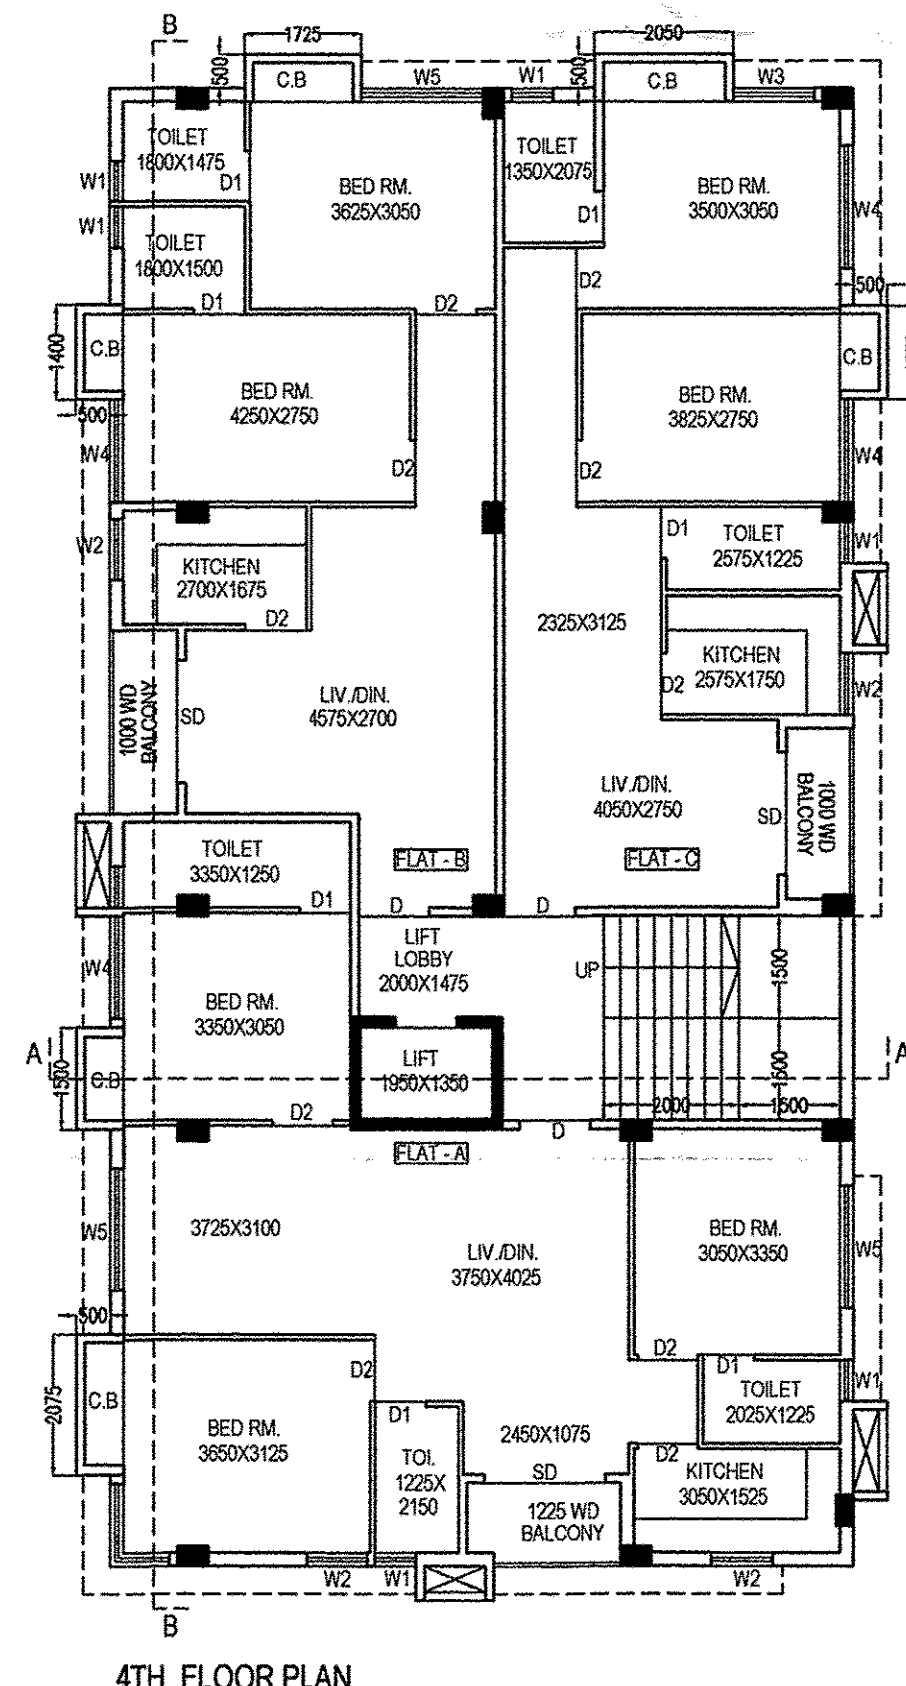 B
1725
2050
500
C.B
W5
W1
500
C.B
W3
TOILET
1800X1475
W1
D1
BED RM.
3625X3050
TOILET
1350X2075
D1
BED RM.
3500X3050
W4
W1
TOILET
1800X1500
D1
D2
D2
500
1400
C.B
500
BED RM.
4250X2750
W4
D2
BED RM.
3825X2750
C.B
D2
W4
W2
KITCHEN
2700X1675
D2
D1
TOILET
2575X1225
W1
2325X3125
KITCHEN
2575X1750
D2
W2
1000 WD
BALCONY
SD
LIV./DIN.
4575X2700
LIV./DIN.
4050X2750
SD
1000 WD
BALCONY
TOILET
3350X1250
D1
FLAT - B
FLAT - C
D
D
LIFT
LOBBY
2000X1475
UP
1500
W4
BED RM.
3350X3050
A
1500
C.B
LIFT
1950X1350
1600
A
D2
2000
1500
D
FLAT - A
3725X3100
W5
LIV./DIN.
3750X4025
BED RM.
3050X3350
W5
500
D2
D2
D1
W1
2075
C.B
BED RM.
3650X3125
D1
TOILET
2025X1225
2450X1075
D2
TOI.
1225X
2150
SD
KITCHEN
3050X1525
1225 WD
BALCONY
W2
W1
W2
B
4TH FLOOR PLAN